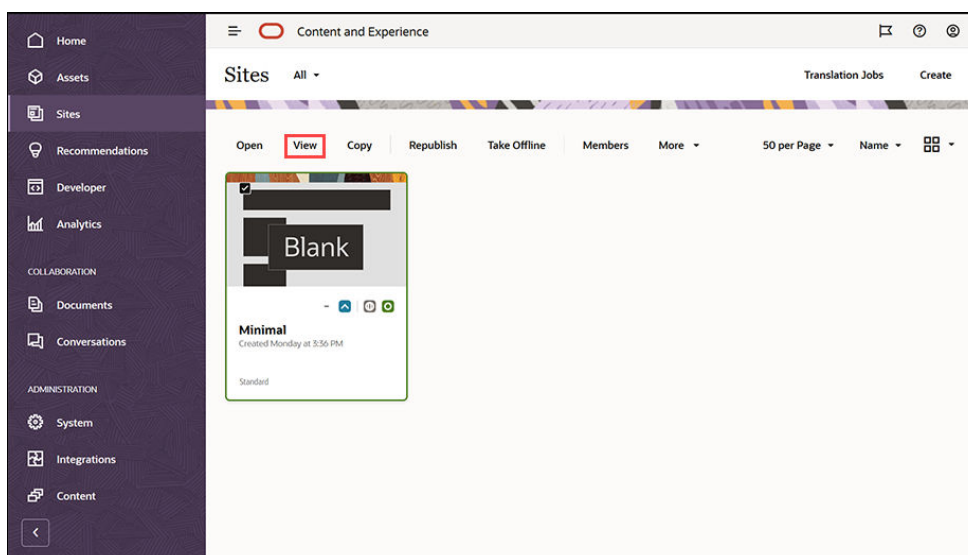 Home
Assets
Sites
Recommendations
Developer
Analytics
COLLABORATION
Documents
Conversations
ADMINISTRATION
System
Integrations
Content
Content and Experience
Sites All
Translation Jobs Create
Open View Copy Republish Take Offline Members More 50 per Page Name
Blank
Minimal
Created Monday at 3:36 PM
Standard